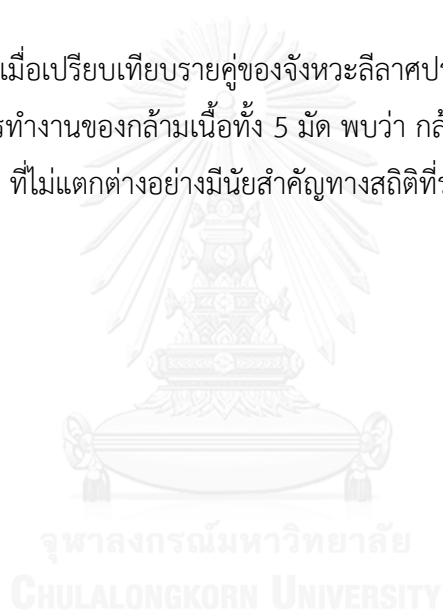 เมื่อเปรียบเทียบรายคู่ของจังหวะลีลาศปร
รทำงานของกล้ามเนื้อทั้ง 5 มัด พบว่า กล้
ที่ไม่แตกต่างอย่างมีนัยสำคัญทางสถิติที่ร
จุฬาลงกรณ์มหาวิทยาลัย
CHULALONGKORN UNIVERSITY